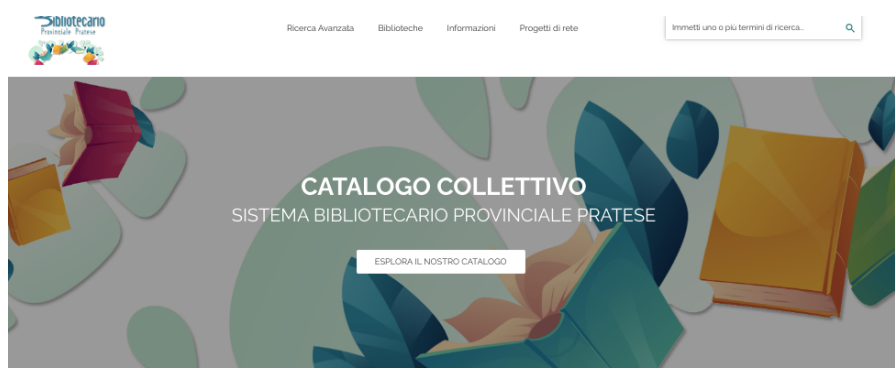 Bibliotecario
Provinciale Pratese
Ricerca Avanzata Biblioteche Informazioni Progetti di rete
Immetti uno o più termini di ricerca...
CATALOGO COLLETTIVO
SISTEMA BIBLIOTECARIO PROVINCIALE PRATESE
ESPLORA IL NOSTRO CATALOGO